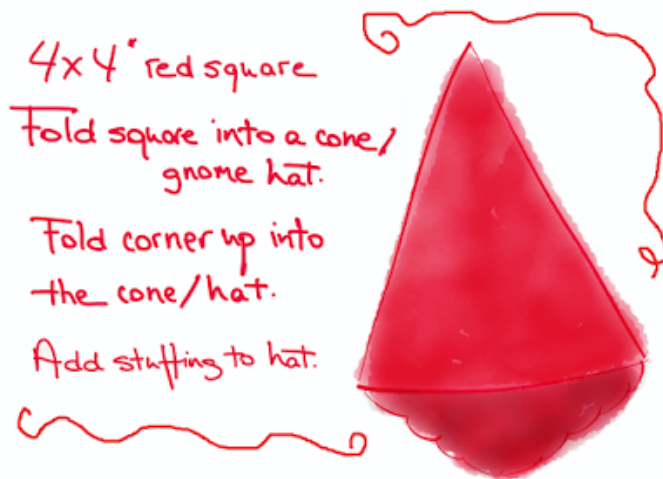 4x4" red square
Fold square into a cone/
gnome hat.
Fold corner up into
the cone/hat.
Add stuffing to hat.